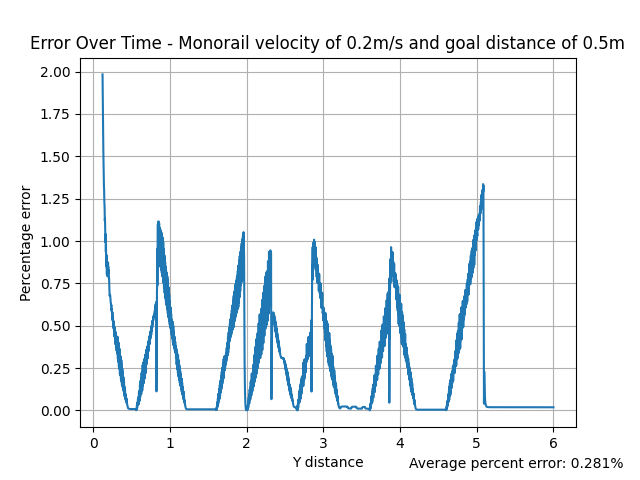 Error Over Time - Monorail velocity of 0.2m/s and goal distance of 0.5m
2.00
1.75
1.50
1.25
1.00
0.75
0.50
0.25
0.00
Percentage error
0 1 2 3 4 5 6
Y distance
Average percent error: 0.281%